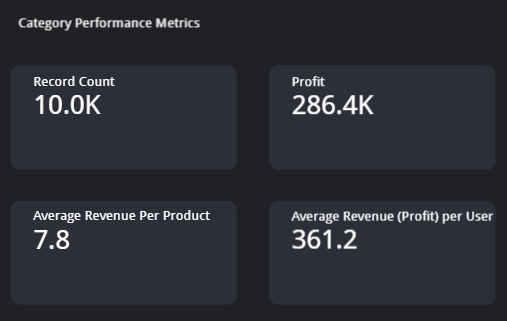 Category Performance Metrics
Record Count
10.0K
Profit
286.4K
Average Revenue Per Product
7.8
Average Revenue (Profit) per User
361.2